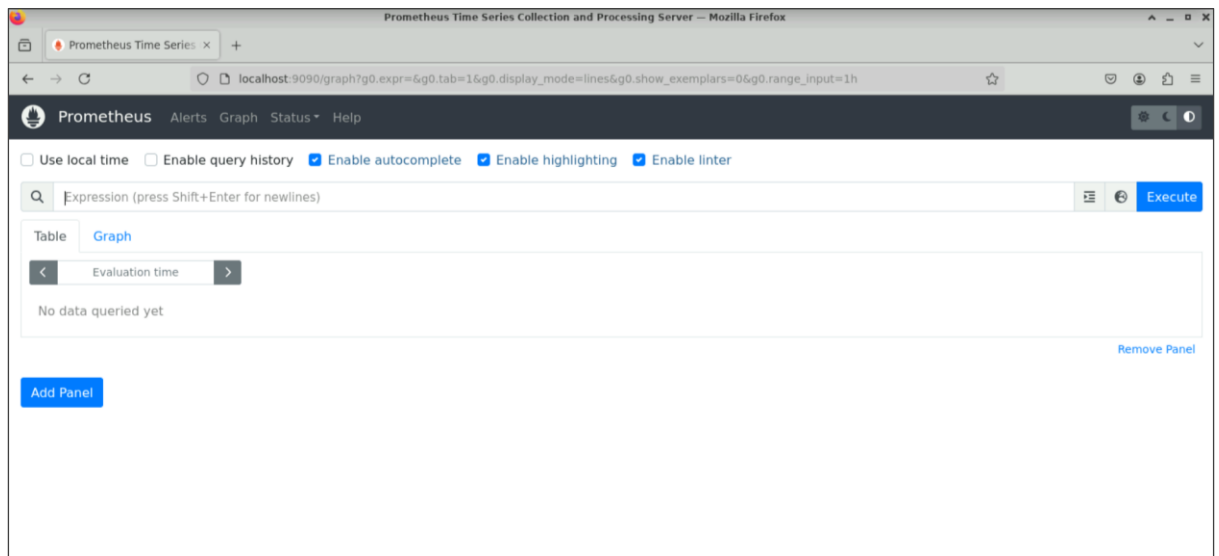 Prometheus Time Series Collection and Processing Server — Mozilla Firefox
Prometheus Time Series
localhost:9090/graph?g0.expr=&g0.tab=1&g0.display_mode=lines&g0.show_exemplars=0&g0.range_input=1h
Prometheus Alerts Graph Status Help
Use local time Enable query history Enable autocomplete Enable highlighting Enable linter
Expression (press Shift+Enter for newlines) Execute
Table Graph
Evaluation time
No data queried yet
Remove Panel
Add Panel